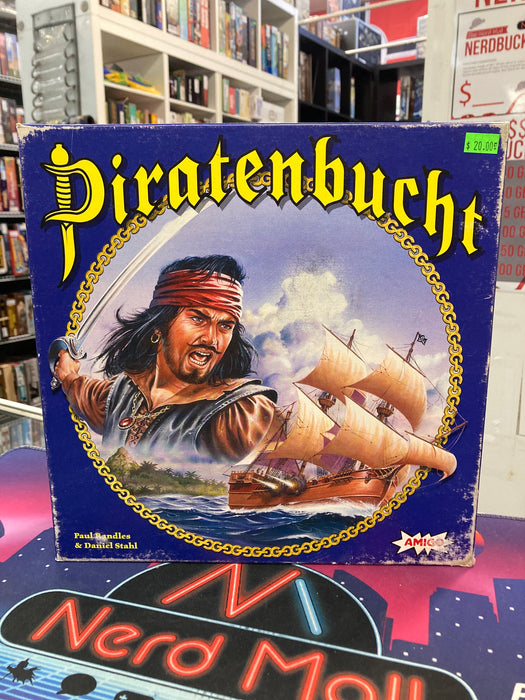 NERDBUCK
$
$ 20.00
Piratenbucht
Paul Randles
& Daniel Stahl
AMIGO
Nerd Mall